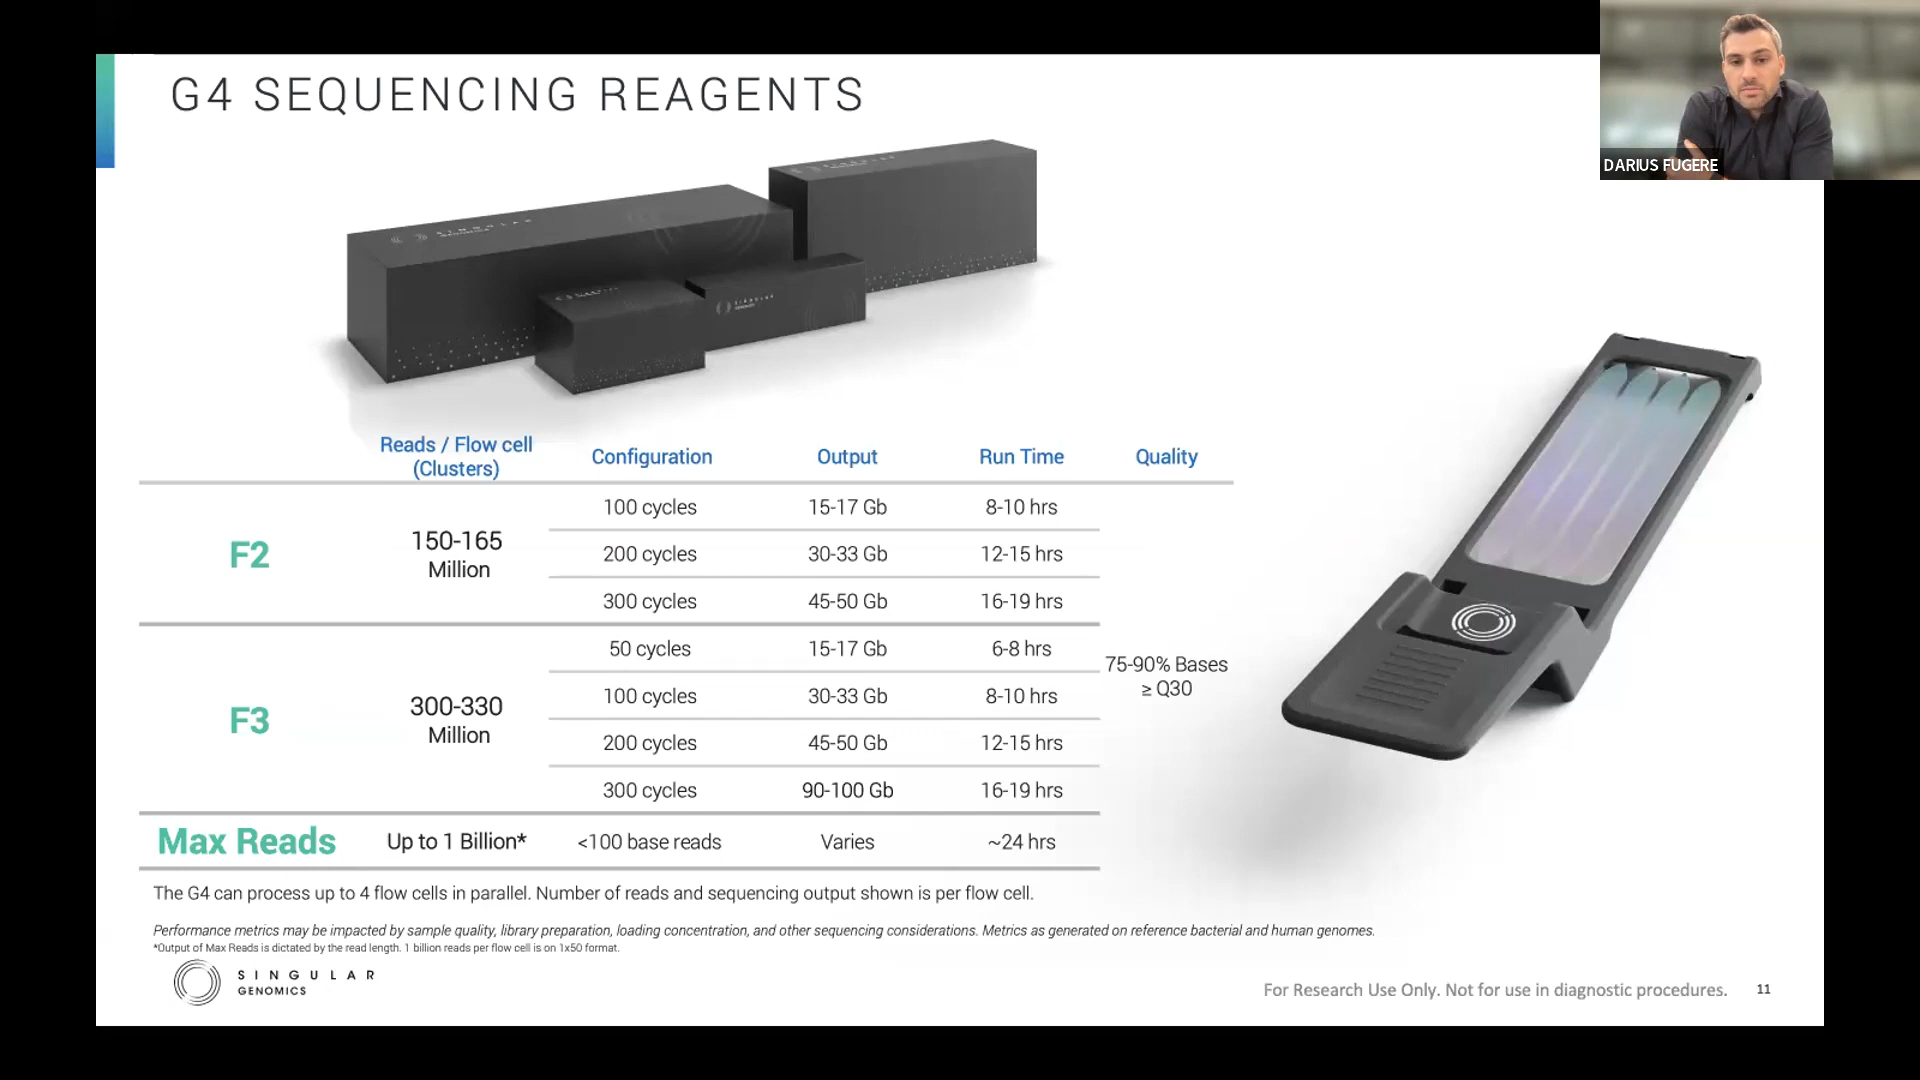 DARIUS FUGERE
G4 SEQUENCING REAGENTS
SINGULAR
GENOMICS
Reads / Flow cell
(Clusters)
Configuration
Output
Run Time
Quality
F2
150-165
Million
100 cycles 15-17 Gb 8-10 hrs
200 cycles 30-33 Gb 12-15 hrs
300 cycles 45-50 Gb 16-19 hrs
F3
300-330
Million
50 cycles 15-17 Gb 6-8 hrs
100 cycles 30-33 Gb 8-10 hrs
200 cycles 45-50 Gb 12-15 hrs
300 cycles 90-100 Gb 16-19 hrs
75-90% Bases
≥ Q30
Max Reads Up to 1 Billion* <100 base reads Varies ~24 hrs
The G4 can process up to 4 flow cells in parallel. Number of reads and sequencing output shown is per flow cell.
Performance metrics may be impacted by sample quality, library preparation, loading concentration, and other sequencing considerations. Metrics as generated on reference bacterial and human genomes.
*Output of Max Reads is dictated by the read length. 1 billion reads per flow cell is on 1x50 format.
SINGULAR
GENOMICS
For Research Use Only. Not for use in diagnostic procedures. 11